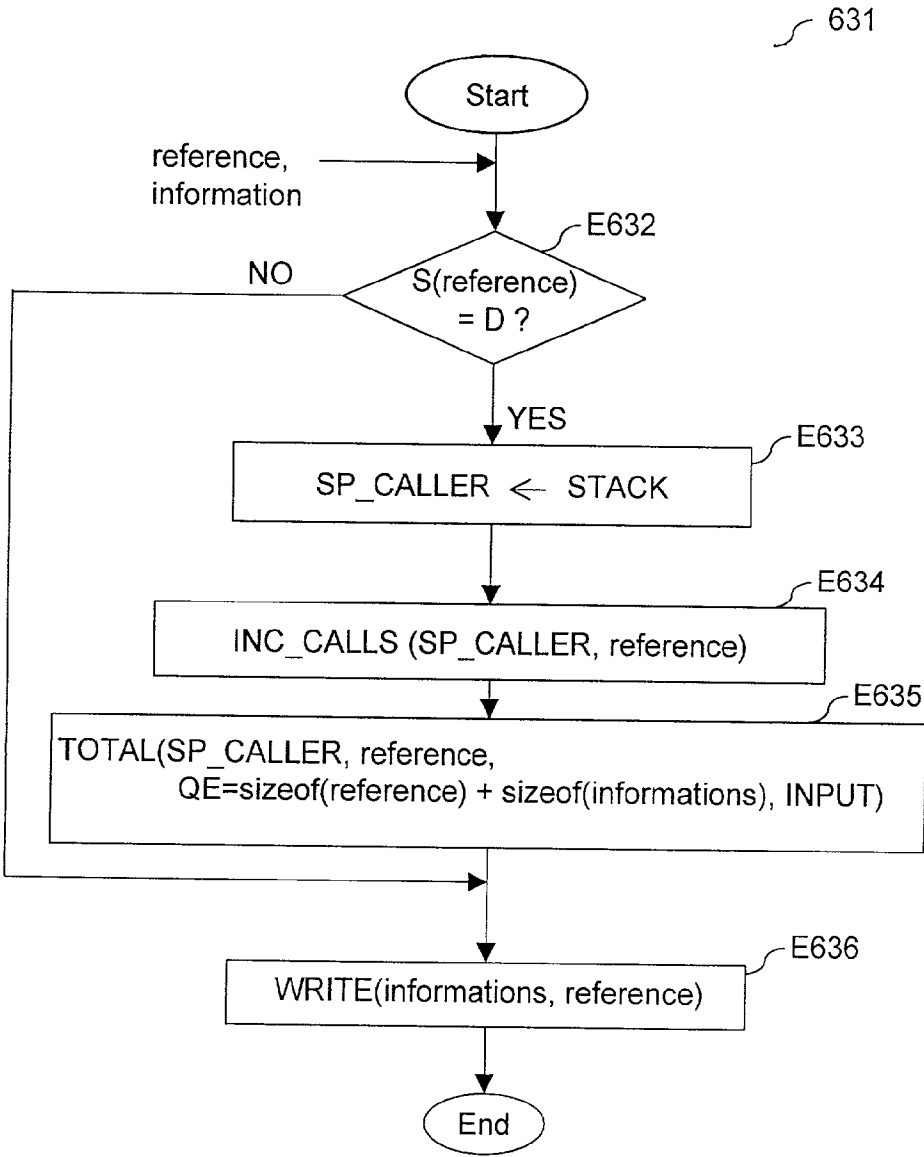 631
Start
reference,
information
E632
NO
S(reference)
= D ?
YES
E633
SP_CALLER ← STACK
E634
INC_CALLS (SP_CALLER, reference)
E635
TOTAL(SP_CALLER, reference,
QE=sizeof(reference) + sizeof(informations), INPUT)
E636
WRITE(informations, reference)
End